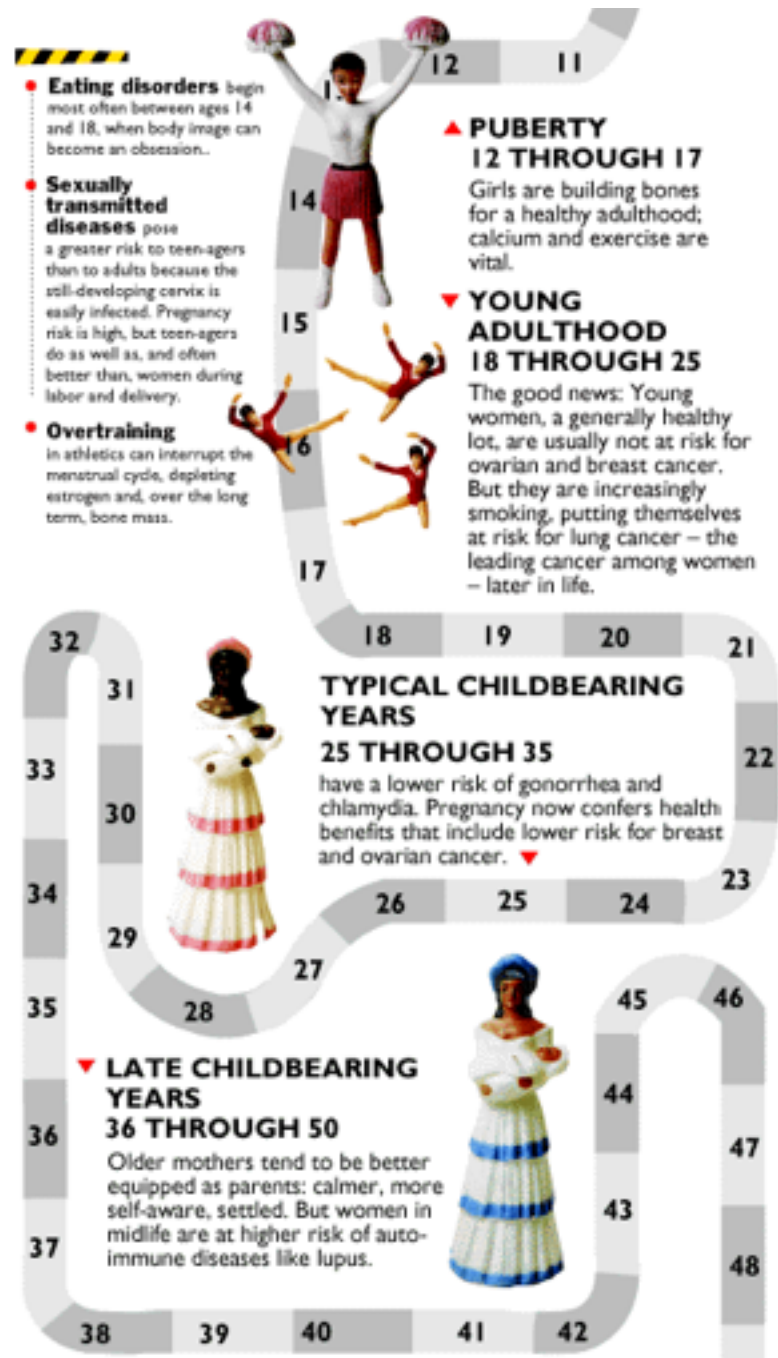 Eating disorders begin
most often between ages 14
and 18, when body image can
become an obsession..
Sexually
transmitted
diseases pose
a greater risk to teen-agers
than to adults because the
still-developing cervix is
easily infected. Pregnancy
risk is high, but teen-agers
do as well as, and often
better than, women during
labor and delivery.
Overtraining
in athletics can interrupt the
menstrual cycle, depleting
estrogen and, over the long
term, bone mass.
11
12
PUBERTY
12 THROUGH 17
Girls are building bones
for a healthy adulthood;
calcium and exercise are
vital.
14
15
16
17
YOUNG
ADULTHOOD
18 THROUGH 25
The good news: Young
women, a generally healthy
lot, are usually not at risk for
ovarian and breast cancer.
But they are increasingly
smoking, putting themselves
at risk for lung cancer – the
leading cancer among women
– later in life.
18
19
20
21
22
23
24
25
26
27
28
29
30
31
32
33
34
35
36
37
38
39
40
41
42
43
44
45
46
47
48
TYPICAL CHILDBEARING
YEARS
25 THROUGH 35
have a lower risk of gonorrhea and
chlamydia. Pregnancy now confers health
benefits that include lower risk for breast
and ovarian cancer.
LATE CHILDBEARING
YEARS
36 THROUGH 50
Older mothers tend to be better
equipped as parents: calmer, more
self-aware, settled. But women in
midlife are at higher risk of auto-
immune diseases like lupus.